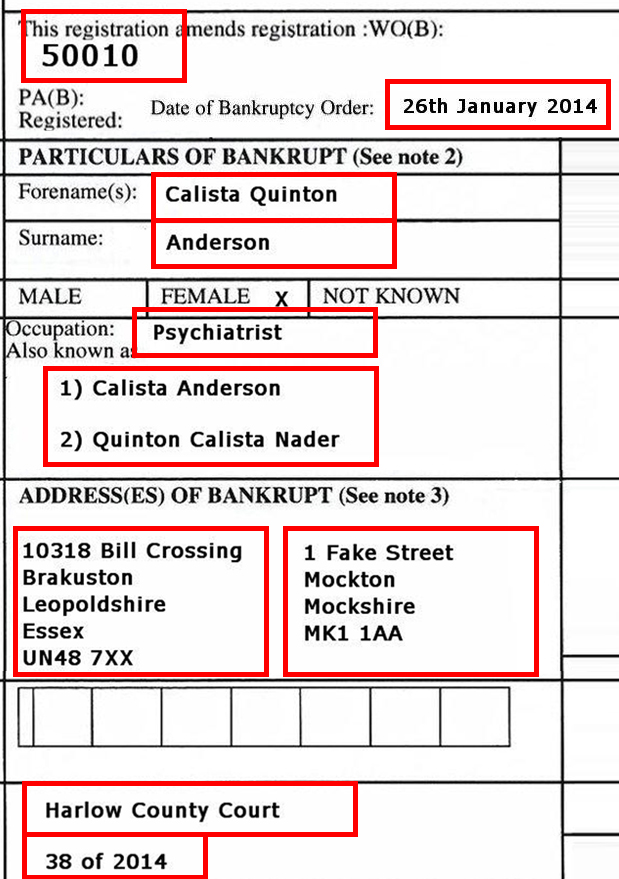 This registration amends registration :WO(B):
50010
PA(B):
Registered:
Date of Bankruptcy Order: 26th January 2014
PARTICULARS OF BANKRUPT (See note 2)
Forename(s): Calista Quinton
Surname: Anderson
MALE FEMALE X NOT KNOWN
Occupation: Psychiatrist
Also known as
1) Calista Anderson
2) Quinton Calista Nader
ADDRESS(ES) OF BANKRUPT (See note 3)
10318 Bill Crossing
Brakuston
Leopoldshire
Essex
UN48 7XX
1 Fake Street
Mockton
Mockshire
MK1 1AA
Harlow County Court
38 of 2014